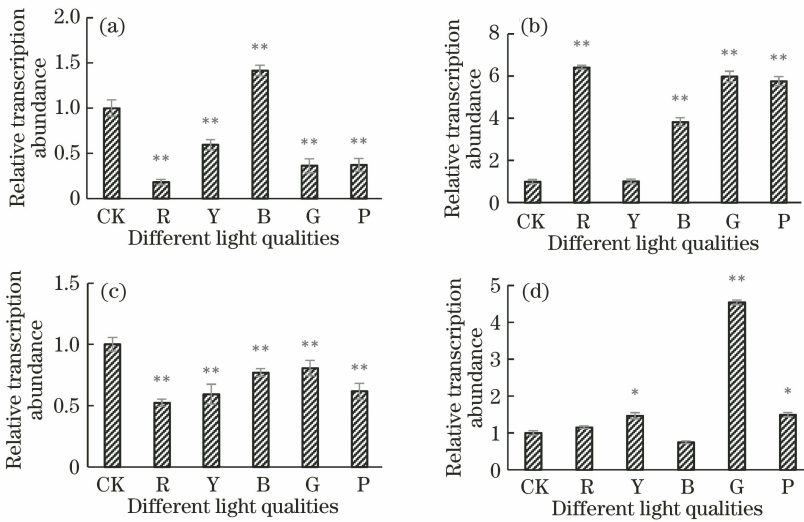 (a)
Relative transcription
abundance
2.0
1.5
1.0
0.5
0
**
**
**
**
**
CK R Y B G P
Different light qualities
(b)
Relative transcription
abundance
8
6
4
2
0
**
**
**
**
CK R Y B G P
Different light qualities
(c)
Relative transcription
abundance
1.5
1.0
0.5
0
**
**
**
**
**
CK R Y B G P
Different light qualities
(d)
Relative transcription
abundance
5
4
3
2
1
0
*
**
*
CK R Y B G P
Different light qualities